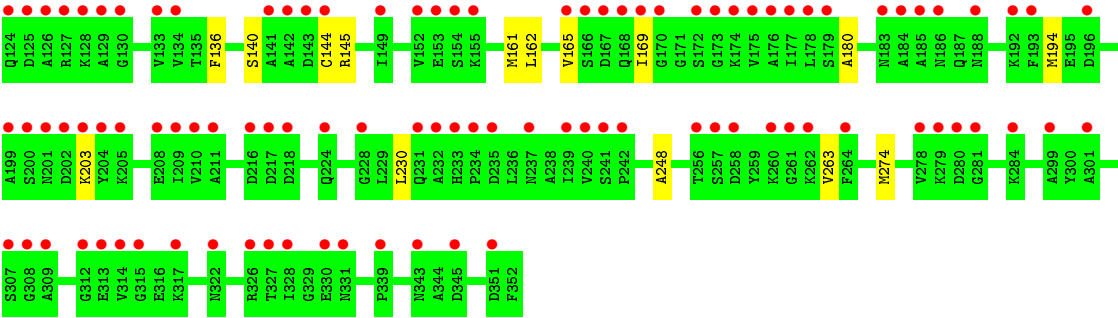 Q124 D125 A126 R127 K128 A129 G130 V133 V134 T135 F136 S140 A141 A142 D143 C144 R145 I149 V152 E153 S154 K155 M161 L162 V165 S166 D167 Q168 I169 G170 G171 S172 G173 K174 V175 A176 I177 L178 S179 A180 N183 A184 A185 N186 Q187 N188 K192 F193 M194 E195 D196
A199 S200 N201 D202 K203 Y204 K205 E208 I209 V210 A211 D216 D217 D218 Q224 G228 L229 L230 Q231 A232 H233 P234 D235 L236 N237 A238 I239 V240 S241 P242 A248 T256 S257 D258 Y259 K260 G261 K262 V263 F264 M274 V278 K279 D280 G281 K284 A299 Y300 A301
S307 G308 A309 G312 E313 V314 G315 E316 K317 N322 R326 T327 I328 G329 E330 N331 P339 N343 A344 D345 D351 F352